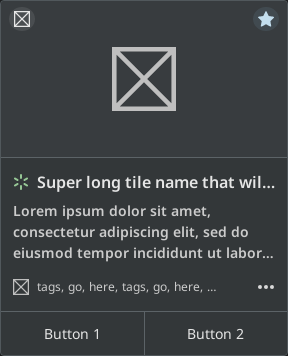 Super long tile name that wil...
Lorem ipsum dolor sit amet,
consectetur adipiscing elit, sed do
eiusmod tempor incididunt ut labor...
tags, go, here, tags, go, here, ...
Button 1
Button 2